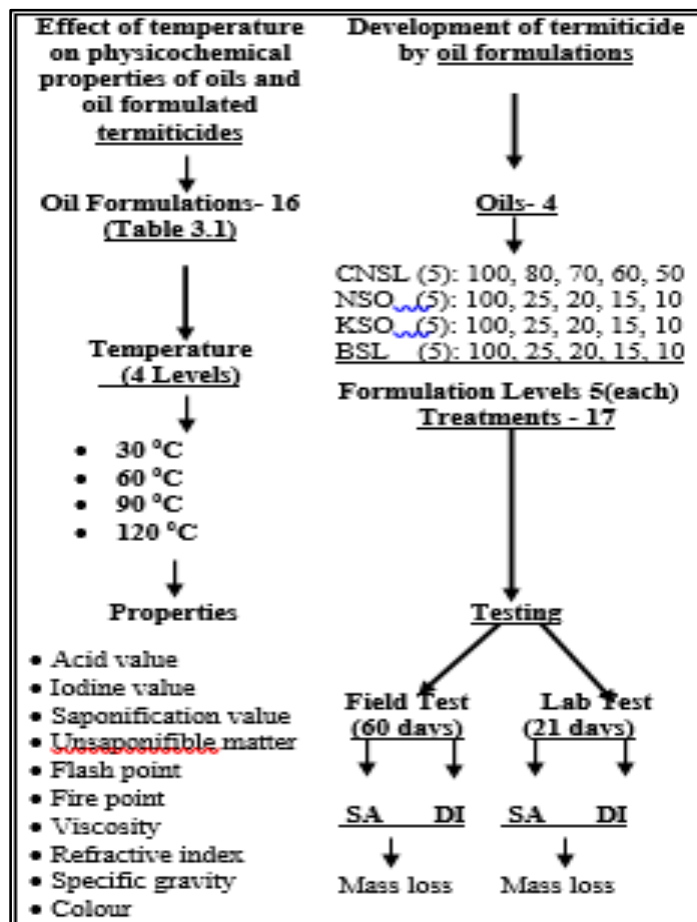 Effect of temperature
on physicochemical
properties of oils and
oil formulated
termiticides
Oil Formulations- 16
(Table 3.1)
Temperature
(4 Levels)
• 30 ⁰C
• 60 ⁰C
• 90 ⁰C
• 120 ⁰C
Properties
• Acid value
• Iodine value
• Saponification value
• Unsaponifible matter
• Flash point
• Fire point
• Viscosity
• Refractive index
• Specific gravity
• Colour
Development of termiticide
by oil formulations
Oils- 4
CNSL (5): 100, 80, 70, 60, 50
NSO (5): 100, 25, 20, 15, 10
KSO (5): 100, 25, 20, 15, 10
BSL (5): 100, 25, 20, 15, 10
Formulation Levels 5(each)
Treatments - 17
Testing
Field Test
(60 days)
SA DI
Mass loss
Lab Test
(21 days)
SA DI
Mass loss